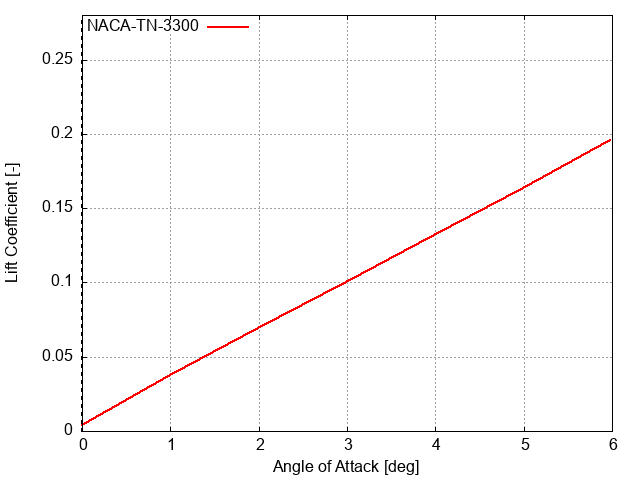 NACA-TN-3300
0.25
0.2
0.15
0.1
0.05
0
0 1 2 3 4 5 6
Lift Coefficient [-]
Angle of Attack [deg]